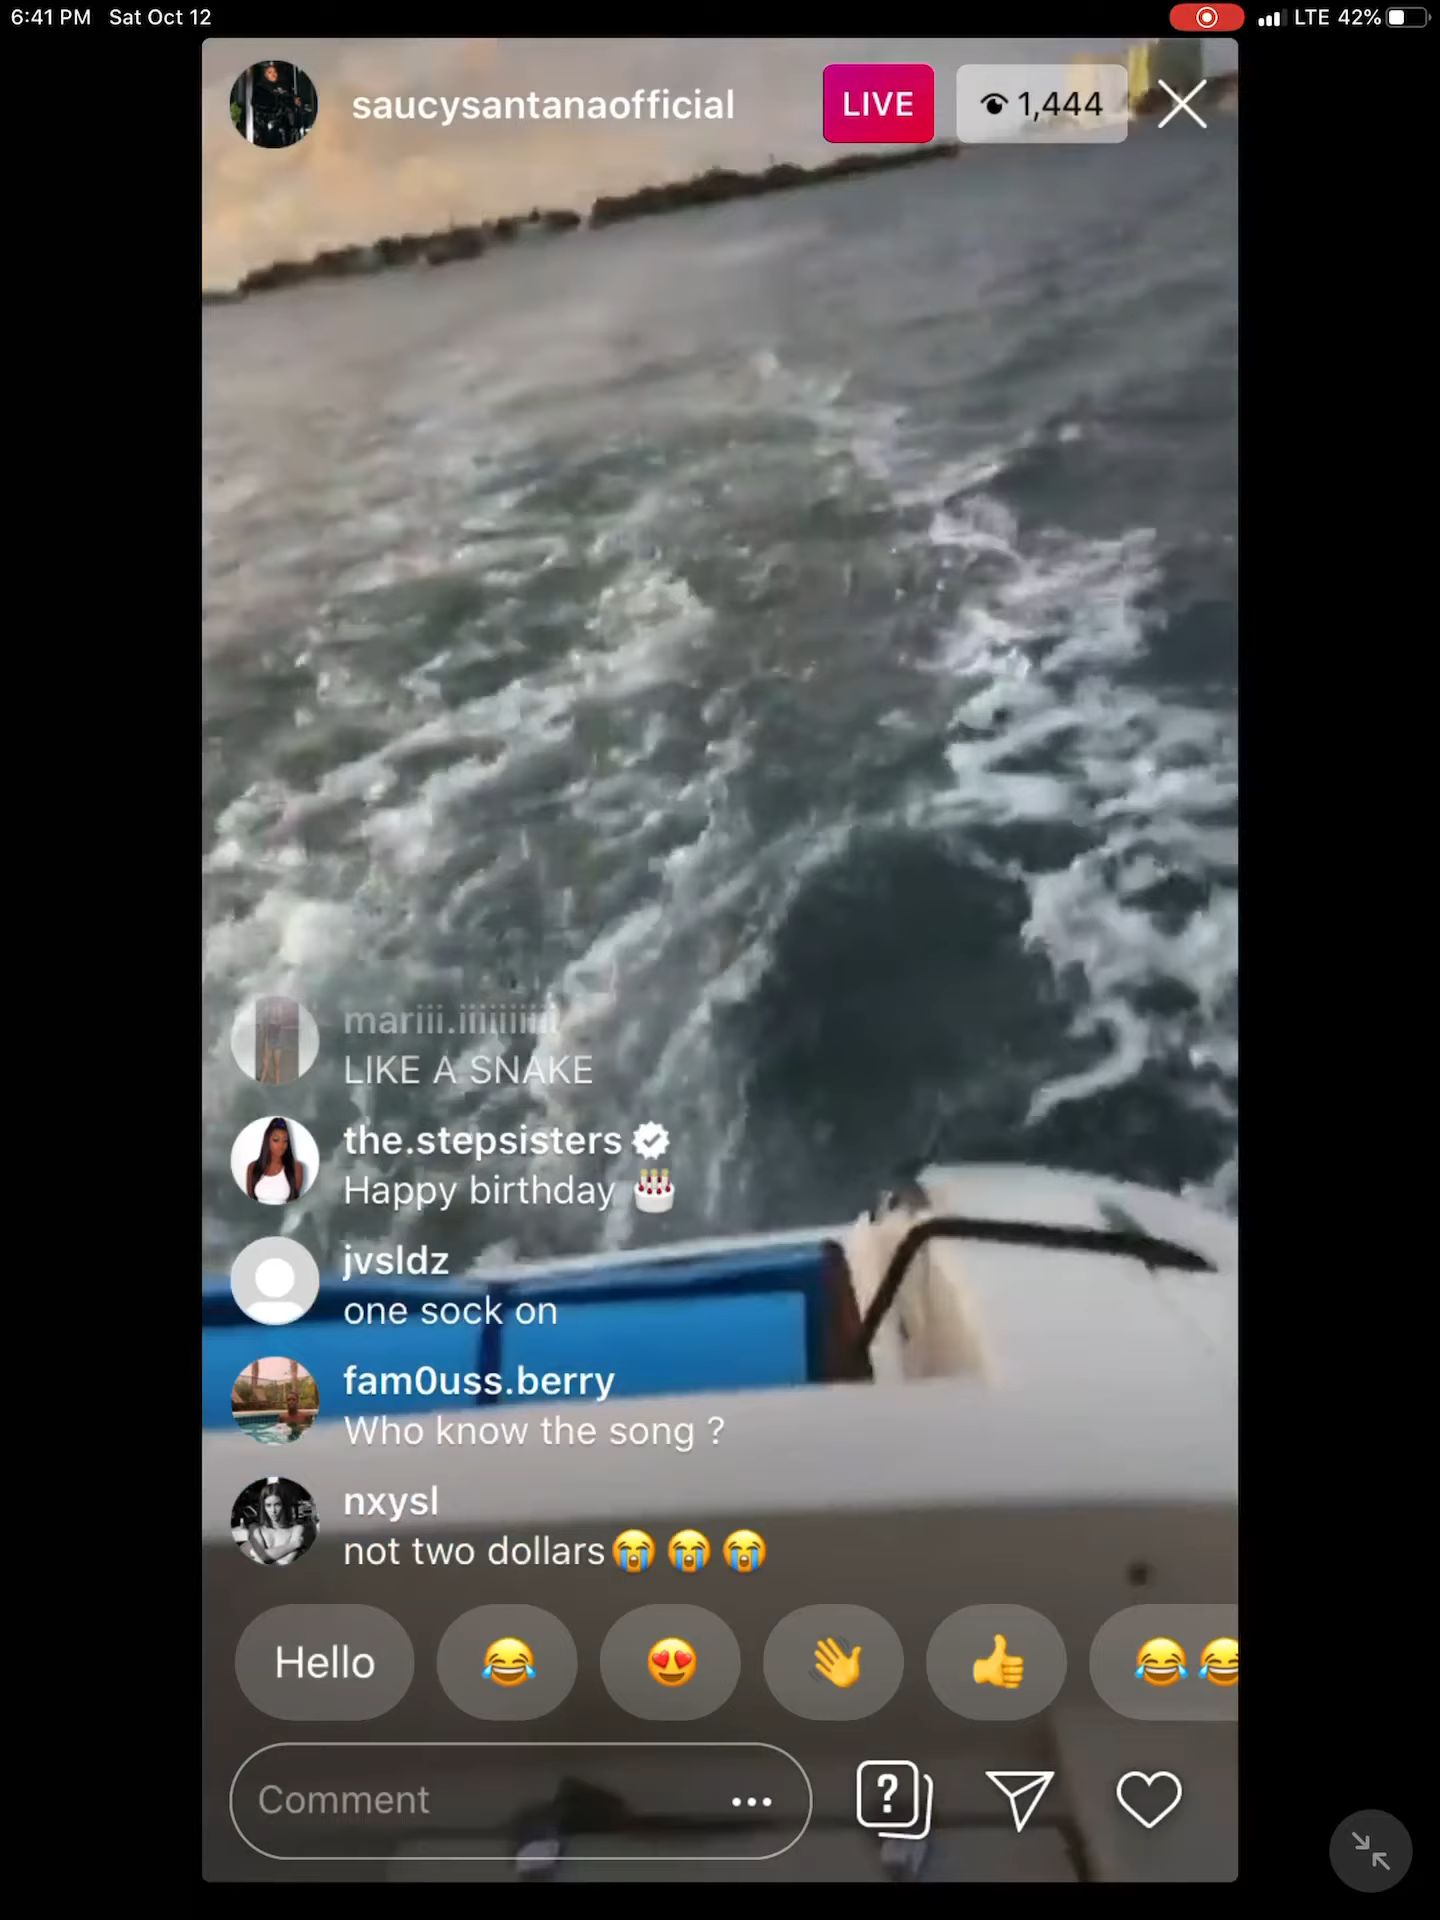 6:41 PM Sat Oct 12
LTE 42%
saucysantanaofficial
LIVE
1,444
LIKE A SNAKE
the.stepsisters
Happy birthday 🎂
jvsldz
one sock on
fam0uss.berry
Who know the song ?
nxysl
not two dollars😭😭😭
Hello 😂 😍 👋 👍 😂😂
Comment
?